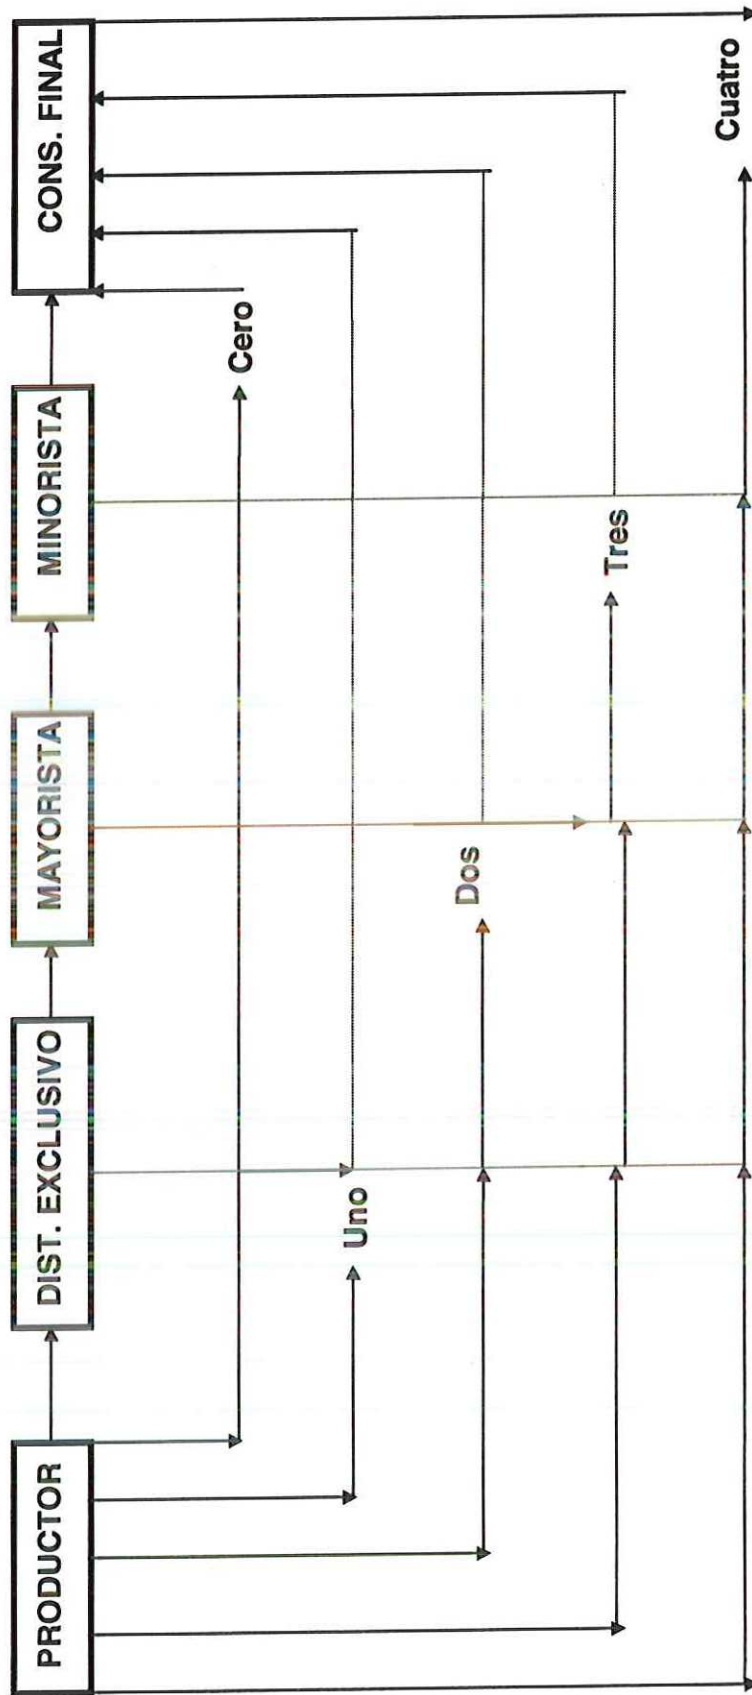 PRODUCTOR
DIST. EXCLUSIVO
MAYORISTA
MINORISTA
CONS. FINAL
Cero
Uno
Dos
Tres
Cuatro